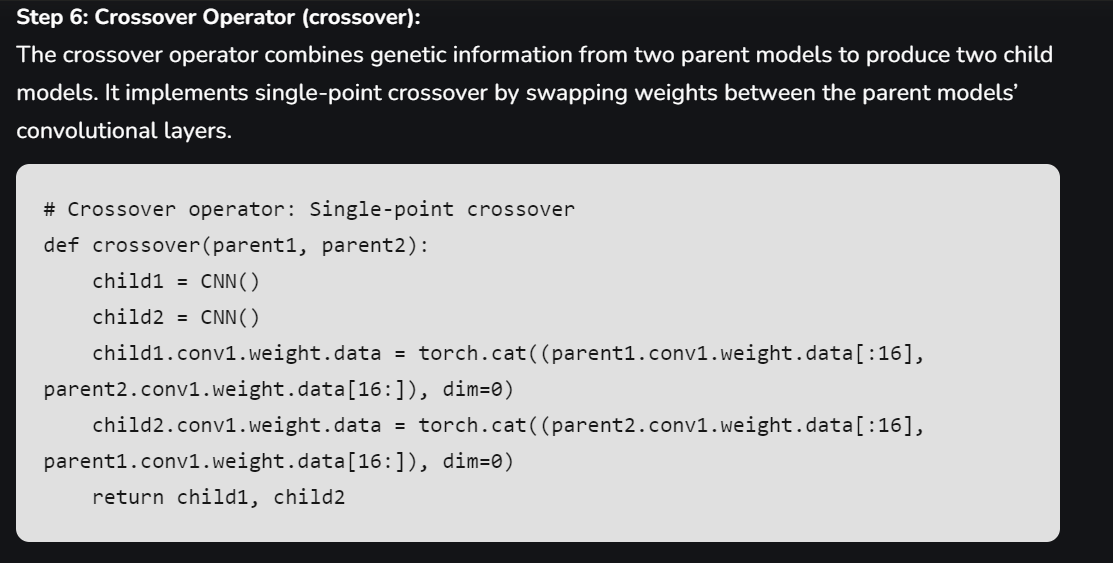 Step 6: Crossover Operator (crossover):
The crossover operator combines genetic information from two parent models to produce two child
models. It implements single-point crossover by swapping weights between the parent models’
convolutional layers.
# Crossover operator: Single-point crossover
def crossover(parent1, parent2):
    child1 = CNN()
    child2 = CNN()
    child1.conv1.weight.data = torch.cat((parent1.conv1.weight.data[:16],
parent2.conv1.weight.data[16:]), dim=0)
    child2.conv1.weight.data = torch.cat((parent2.conv1.weight.data[:16],
parent1.conv1.weight.data[16:]), dim=0)
    return child1, child2